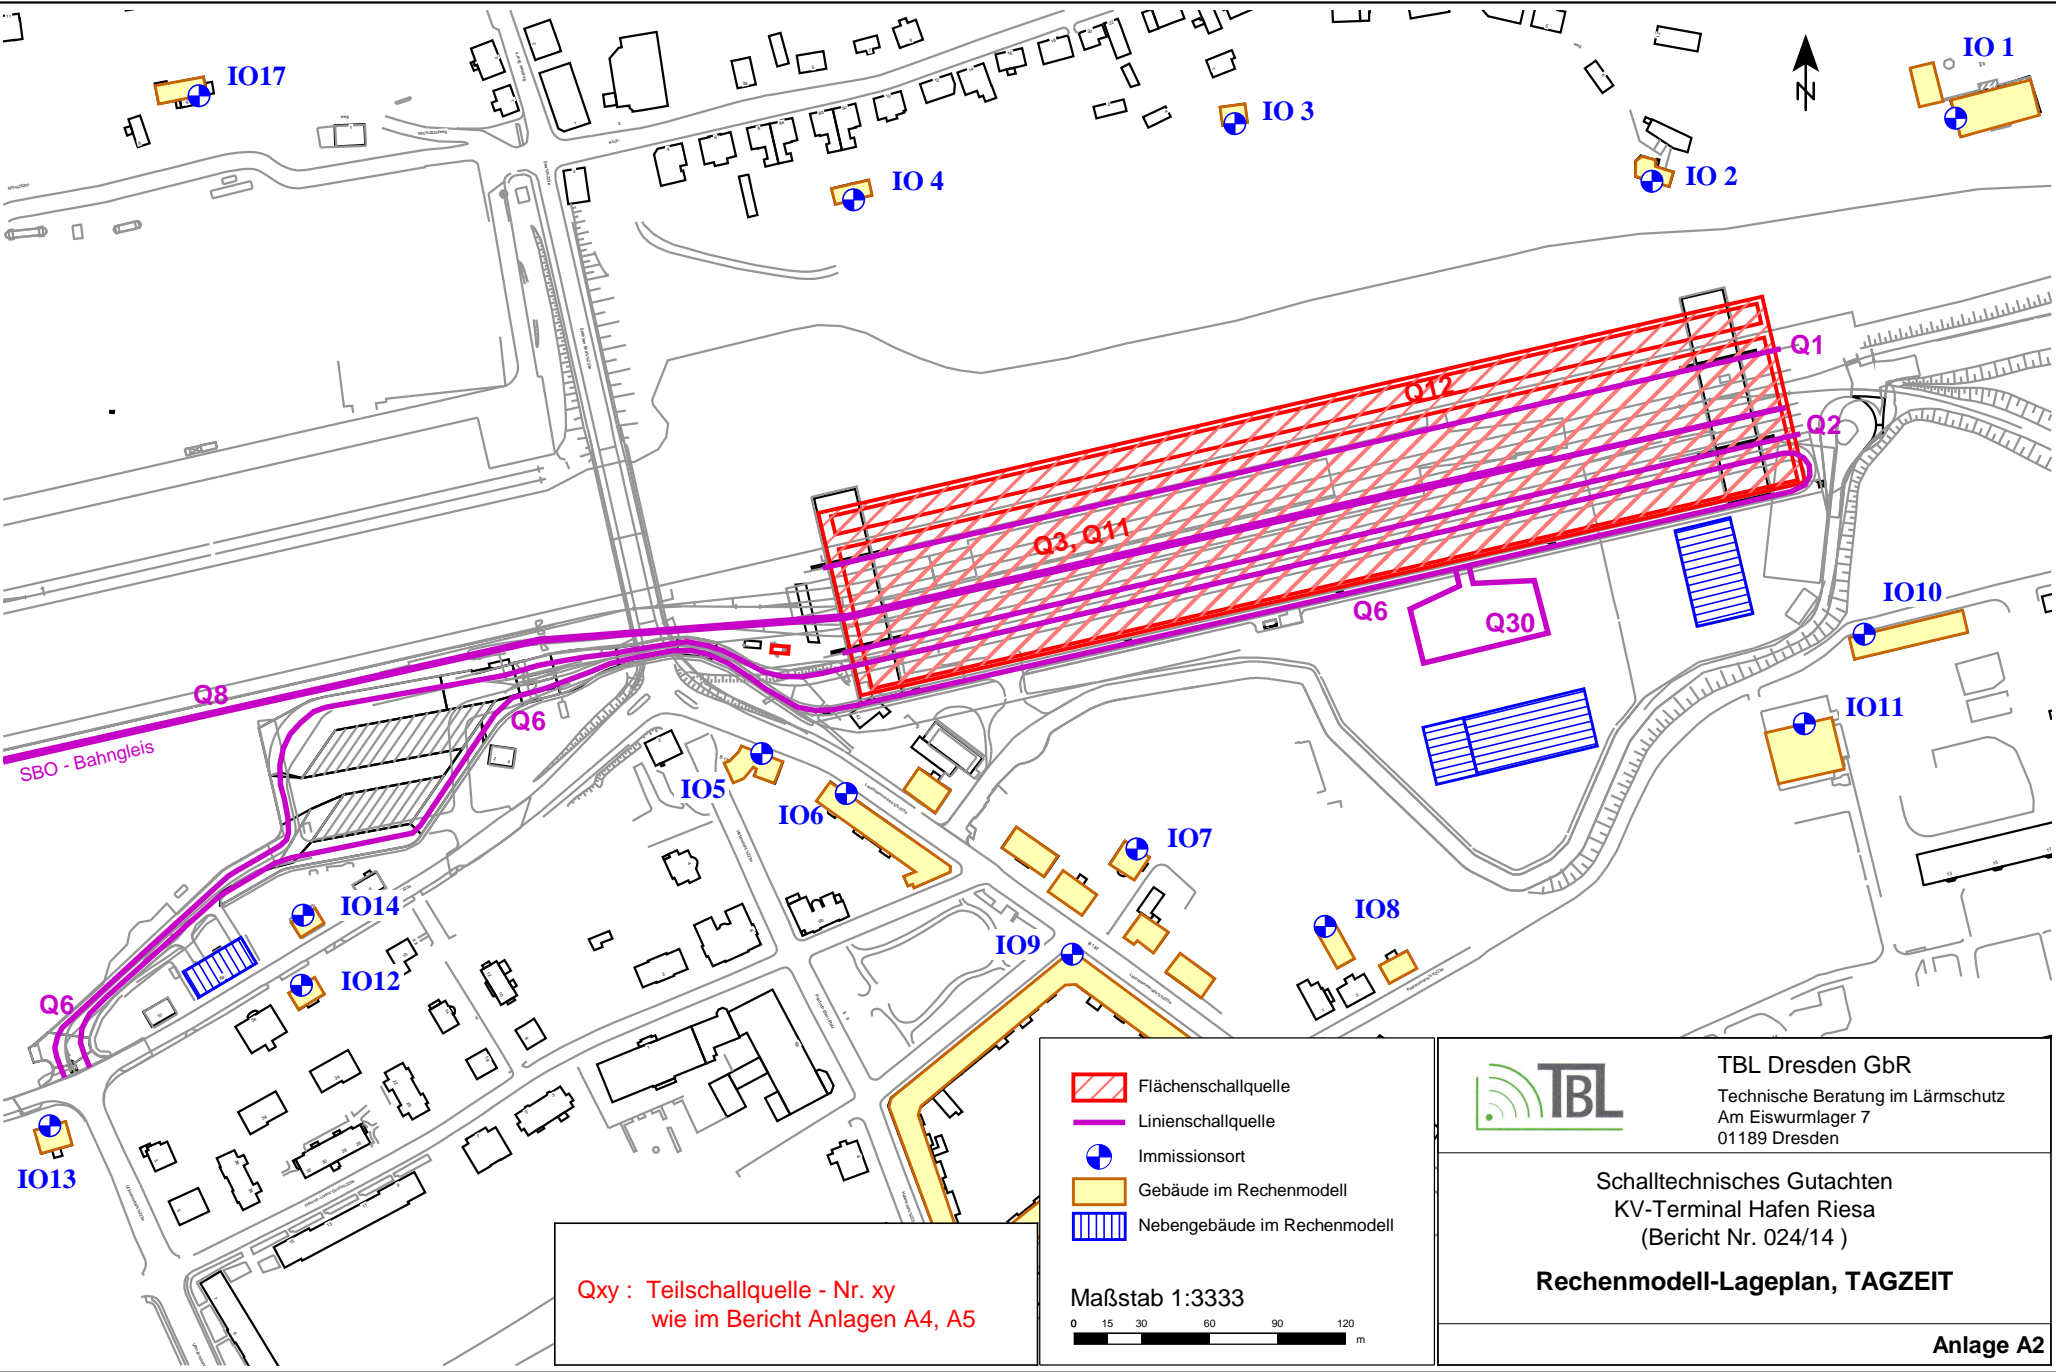 IO17
IO 3
IO 1
IO 4
IO 2
Q1
Q12
Q2
Q3, Q11
Q6
Q30
IO10
Q8
SBO - Bahngleis
Q6
IO11
IO5
IO6
IO7
IO14
IO8
IO9
IO12
Q6
IO13
Flächenschallquelle
Linienschallquelle
Immissionsort
Gebäude im Rechenmodell
Nebengebäude im Rechenmodell
Maßstab 1:3333
0 15 30 60 90 120
m
Qxy : Teilschallquelle - Nr. xy
wie im Bericht Anlagen A4, A5
TBL
TBL Dresden GbR
Technische Beratung im Lärmschutz
Am Eiswurmlager 7
01189 Dresden
Schalltechnisches Gutachten
KV-Terminal Hafen Riesa
(Bericht Nr. 024/14 )
Rechenmodell-Lageplan, TAGZEIT
Anlage A2
N